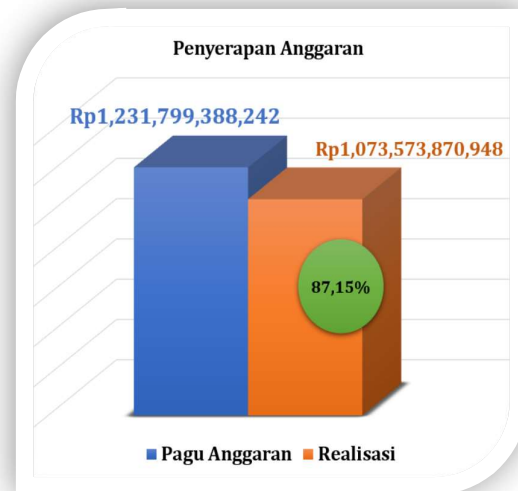 Penyerapan Anggaran
Rp1,231,799,388,242
Rp1,073,573,870,948
87,15%
Pagu Anggaran Realisasi